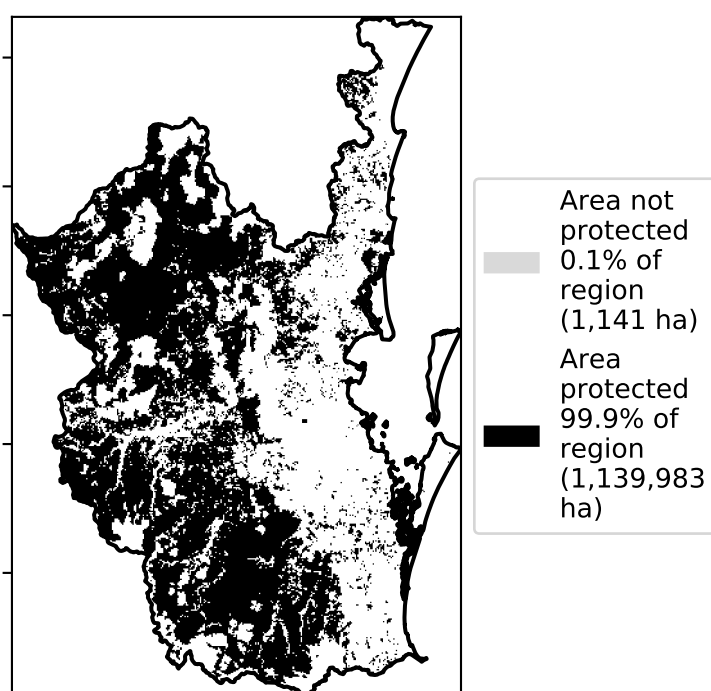 Area not
protected
0.1% of
region
(1,141 ha)
Area
protected
99.9% of
region
(1,139,983
ha)